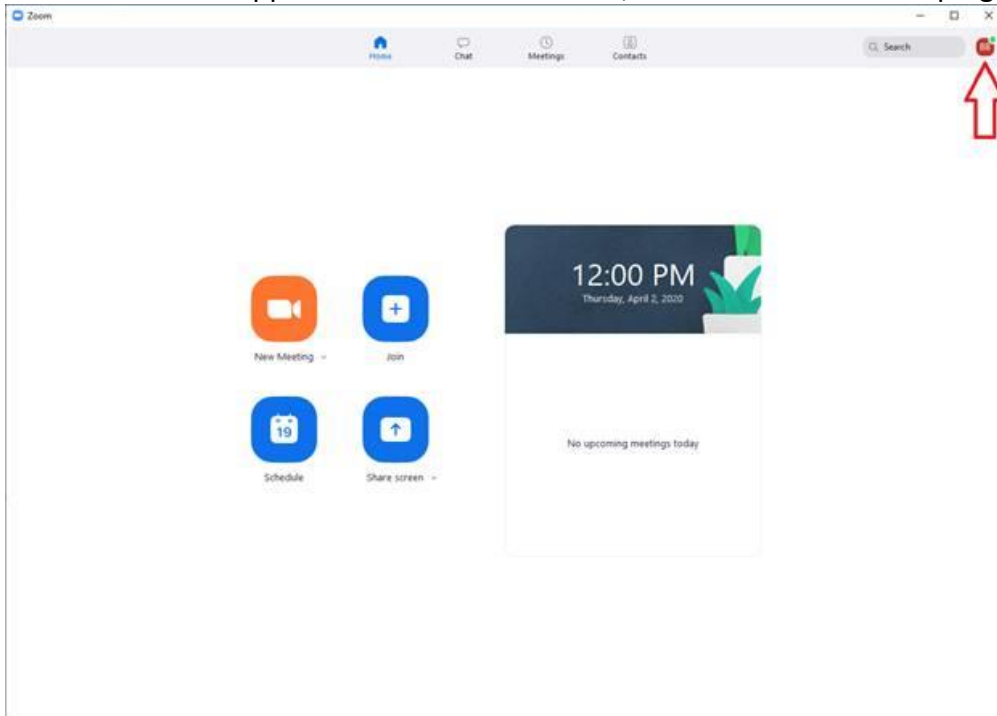 Zoom
Home
Chat
Meetings
Contacts
Search
12:00 PM
Thursday, April 2, 2020
New Meeting
Join
19
Schedule
Share screen
No upcoming meetings today